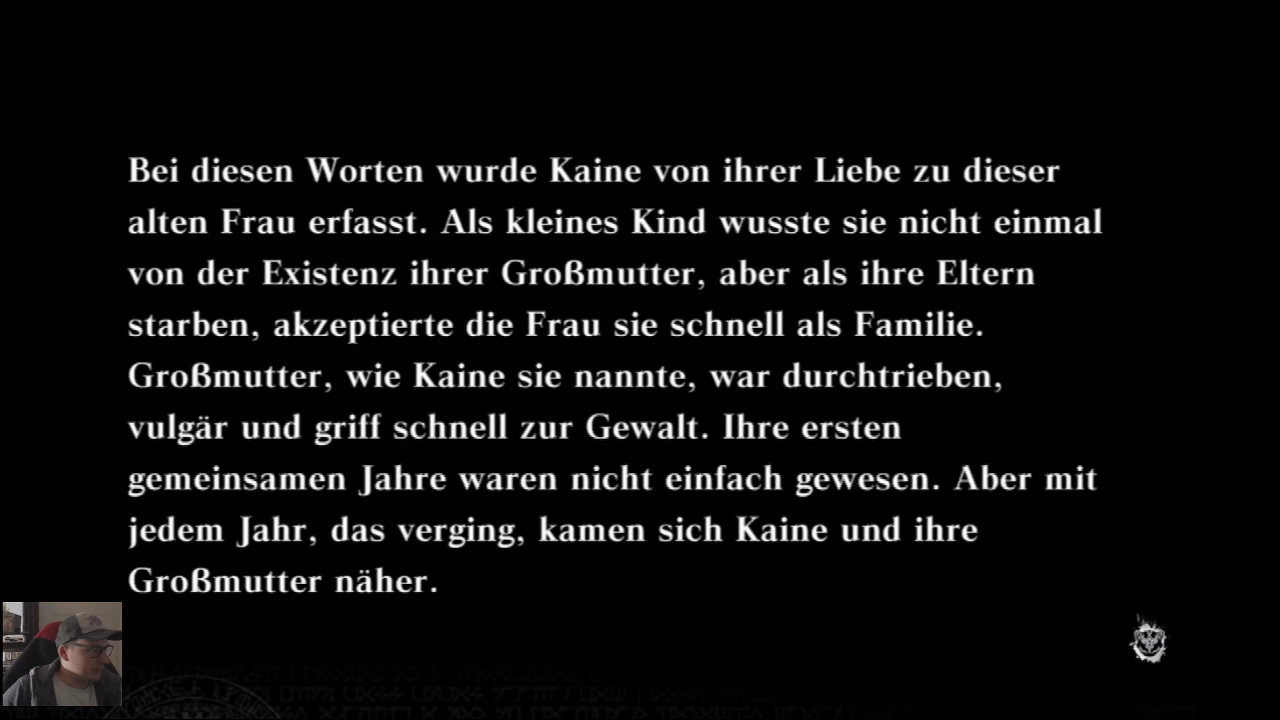 Bei diesen Worten wurde Kaine von ihrer Liebe zu dieser
alten Frau erfasst. Als kleines Kind wusste sie nicht einmal
von der Existenz ihrer Großmutter, aber als ihre Eltern
starben, akzeptierte die Frau sie schnell als Familie.
Großmutter, wie Kaine sie nannte, war durchtrieben,
vulgär und griff schnell zur Gewalt. Ihre ersten
gemeinsamen Jahre waren nicht einfach gewesen. Aber mit
jedem Jahr, das verging, kamen sich Kaine und ihre
Großmutter näher.